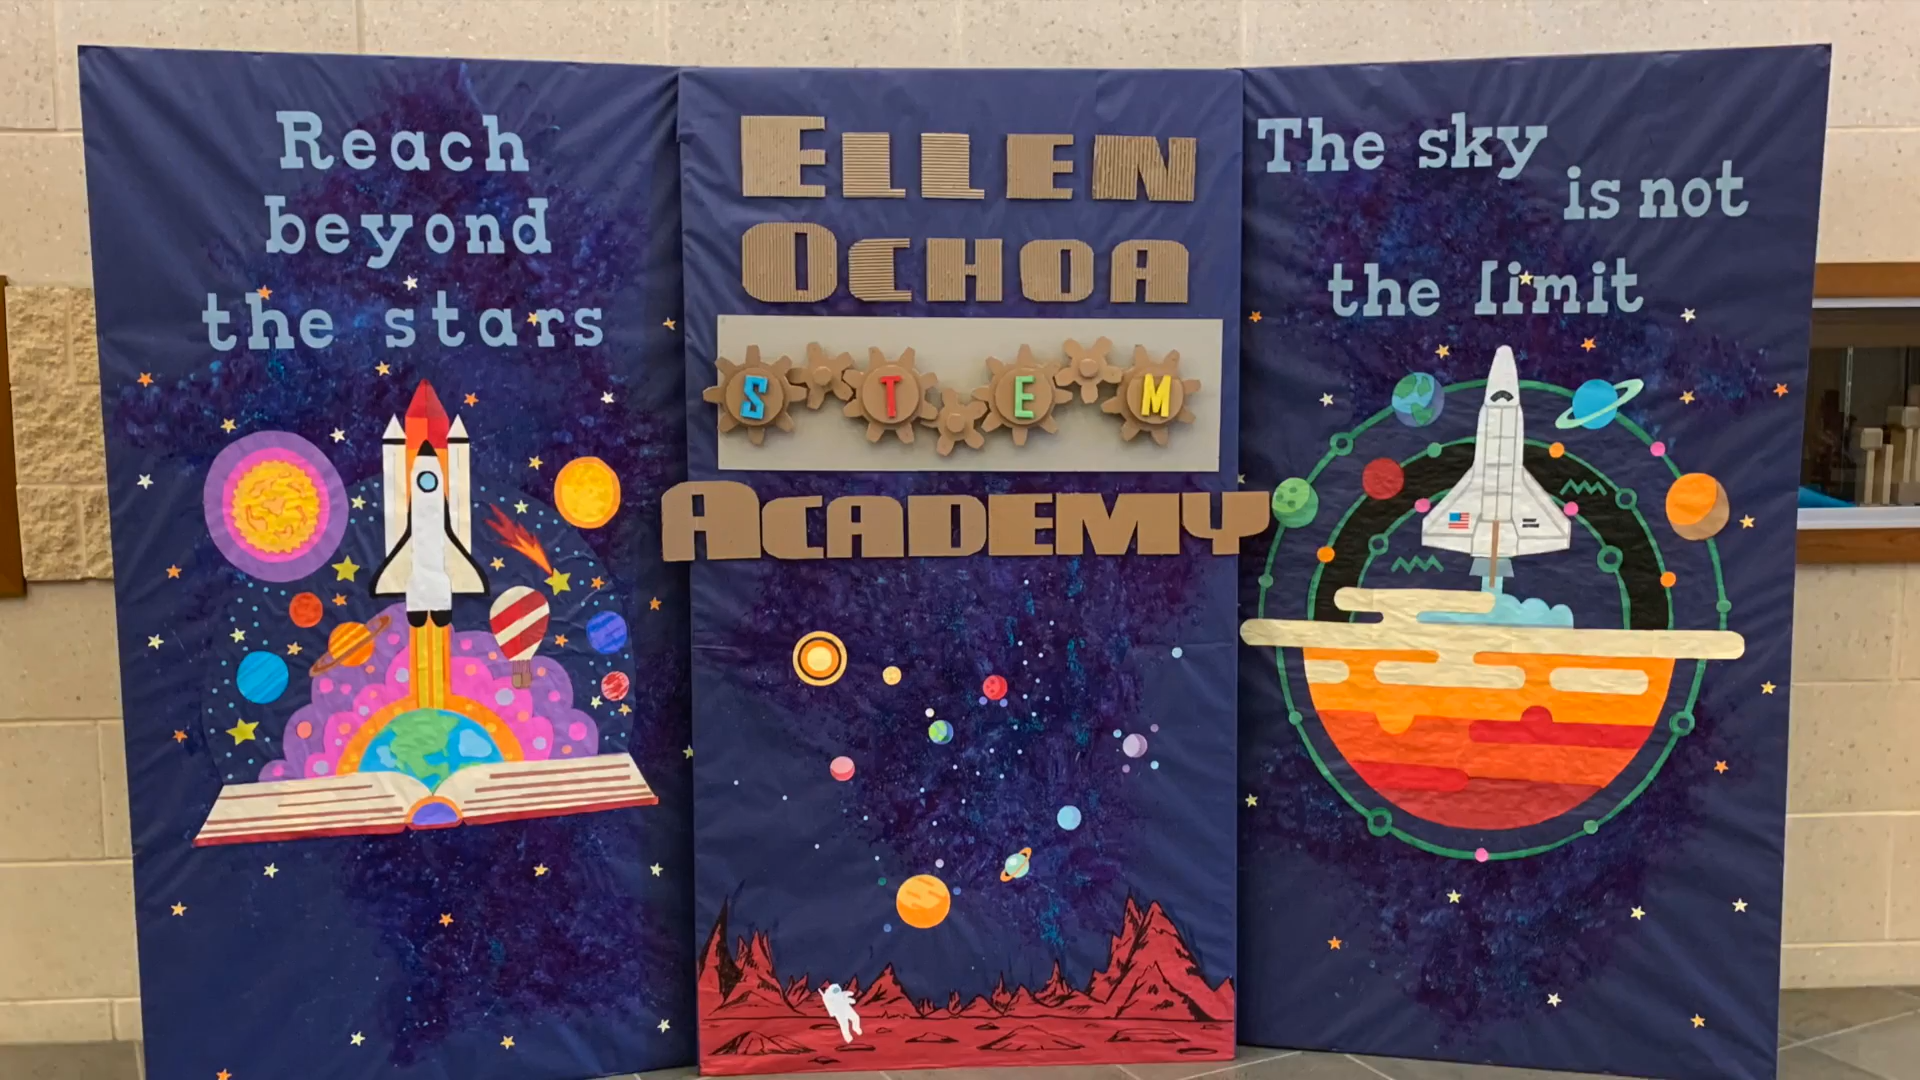 Reach
beyond
the stars
ELLEN
OCHOA
STEM
ACADEMY
The sky
is not
the limit